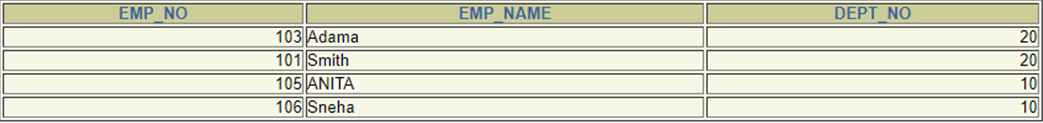 EMP_NO EMP_NAME DEPT_NO
103 Adama 20
101 Smith 20
105 ANITA 10
106 Sneha 10